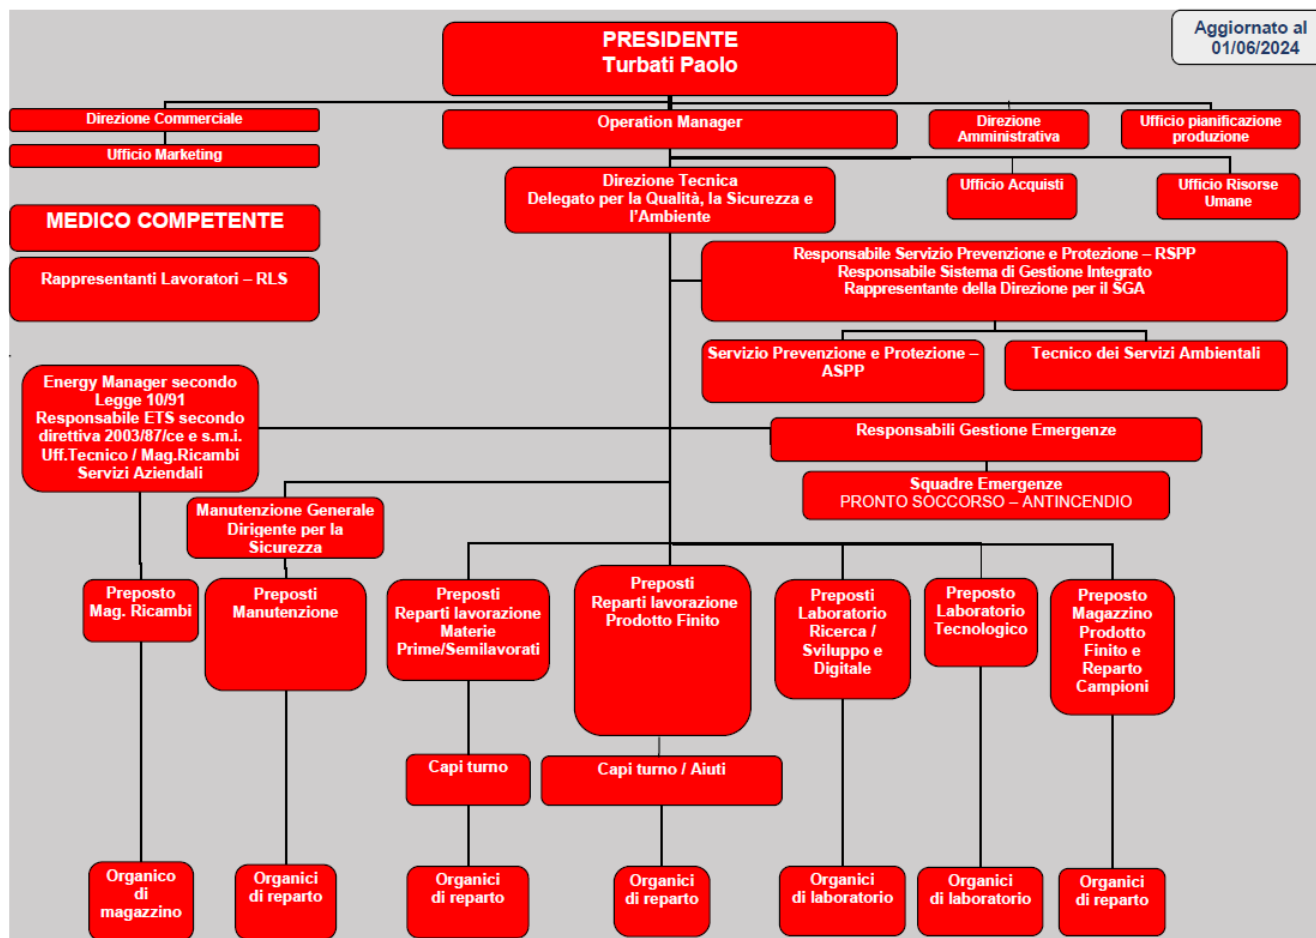 PRESIDENTE
Turbati Paolo
Aggiornato al
01/06/2024
Direzione Commerciale
Operation Manager
Direzione
Amministrativa
Ufficio pianificazione
produzione
Ufficio Marketing
Direzione Tecnica
Delegato per la Qualità, la Sicurezza e
l'Ambiente
Ufficio Acquisti
Ufficio Risorse
Umane
MEDICO COMPETENTE
Rappresentanti Lavoratori – RLS
Responsabile Servizio Prevenzione e Protezione – RSPP
Responsabile Sistema di Gestione Integrato
Rappresentante della Direzione per il SGA
Servizio Prevenzione e Protezione –
ASPP
Tecnico dei Servizi Ambientali
Energy Manager secondo
Legge 10/91
Responsabile ETS secondo
direttiva 2003/87/ce e s.m.i.
Uff.Tecnico / Mag.Ricambi
Servizi Aziendali
Responsabili Gestione Emergenze
Squadre Emergenze
PRONTO SOCCORSO – ANTINCENDIO
Manutenzione Generale
Dirigente per la
Sicurezza
Preposto
Mag. Ricambi
Preposti
Manutenzione
Preposti
Reparti lavorazione
Materie
Prime/Semilavorati
Preposti
Reparti lavorazione
Prodotto Finito
Preposti
Laboratorio
Ricerca /
Sviluppo e
Digitale
Preposto
Laboratorio
Tecnologico
Preposto
Magazzino
Prodotto
Finito e
Reparto
Campioni
Capi turno
Capi turno / Aiuti
Organico
di
magazzino
Organici
di reparto
Organici
di reparto
Organici
di reparto
Organici
di laboratorio
Organici
di laboratorio
Organici
di reparto